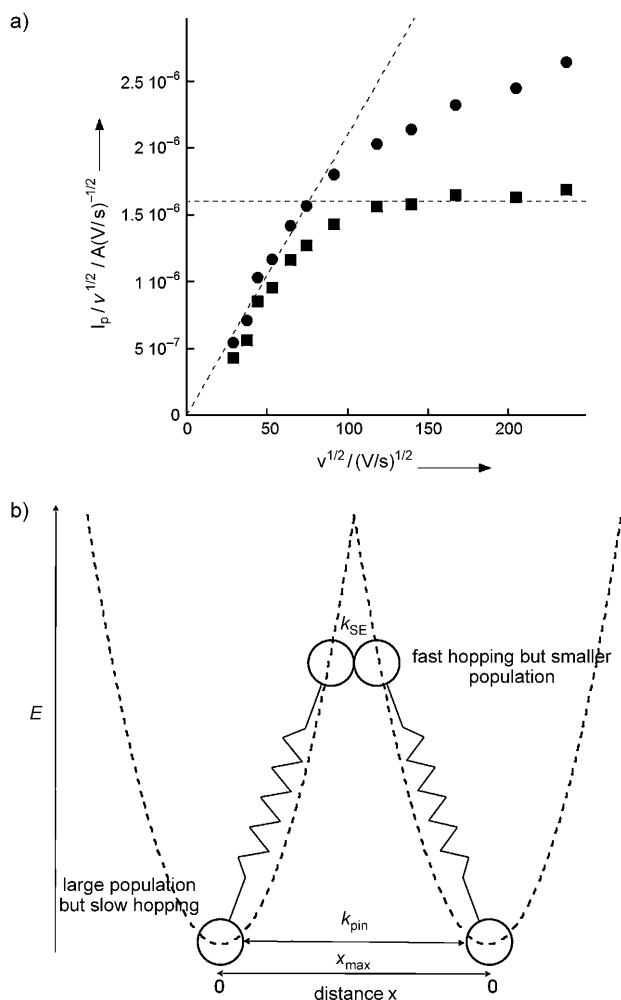 a)
2.5 10⁻⁶
2 10⁻⁶
1.5 10⁻⁶
1 10⁻⁶
5 10⁻⁷
0
Iₚ / v^1/2 / A(V/s)^−1/2
0 50 100 150 200
v^1/2 / (V/s)^1/2
b)
E
k_SE
fast hopping but smaller
population
large population
but slow hopping
k_pin
x_max
0 0
distance x